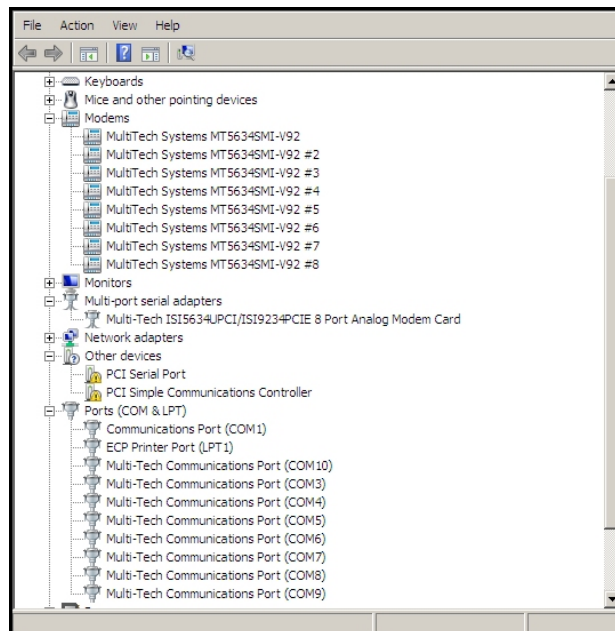 File Action View Help
Keyboards
Mice and other pointing devices
Modems
MultiTech Systems MT5634SMI-V92
MultiTech Systems MT5634SMI-V92 #2
MultiTech Systems MT5634SMI-V92 #3
MultiTech Systems MT5634SMI-V92 #4
MultiTech Systems MT5634SMI-V92 #5
MultiTech Systems MT5634SMI-V92 #6
MultiTech Systems MT5634SMI-V92 #7
MultiTech Systems MT5634SMI-V92 #8
Monitors
Multi-port serial adapters
Multi-Tech ISI5634UPCI/ISI9234PCIE 8 Port Analog Modem Card
Network adapters
Other devices
PCI Serial Port
PCI Simple Communications Controller
Ports (COM & LPT)
Communications Port (COM1)
ECP Printer Port (LPT1)
Multi-Tech Communications Port (COM10)
Multi-Tech Communications Port (COM3)
Multi-Tech Communications Port (COM4)
Multi-Tech Communications Port (COM5)
Multi-Tech Communications Port (COM6)
Multi-Tech Communications Port (COM7)
Multi-Tech Communications Port (COM8)
Multi-Tech Communications Port (COM9)